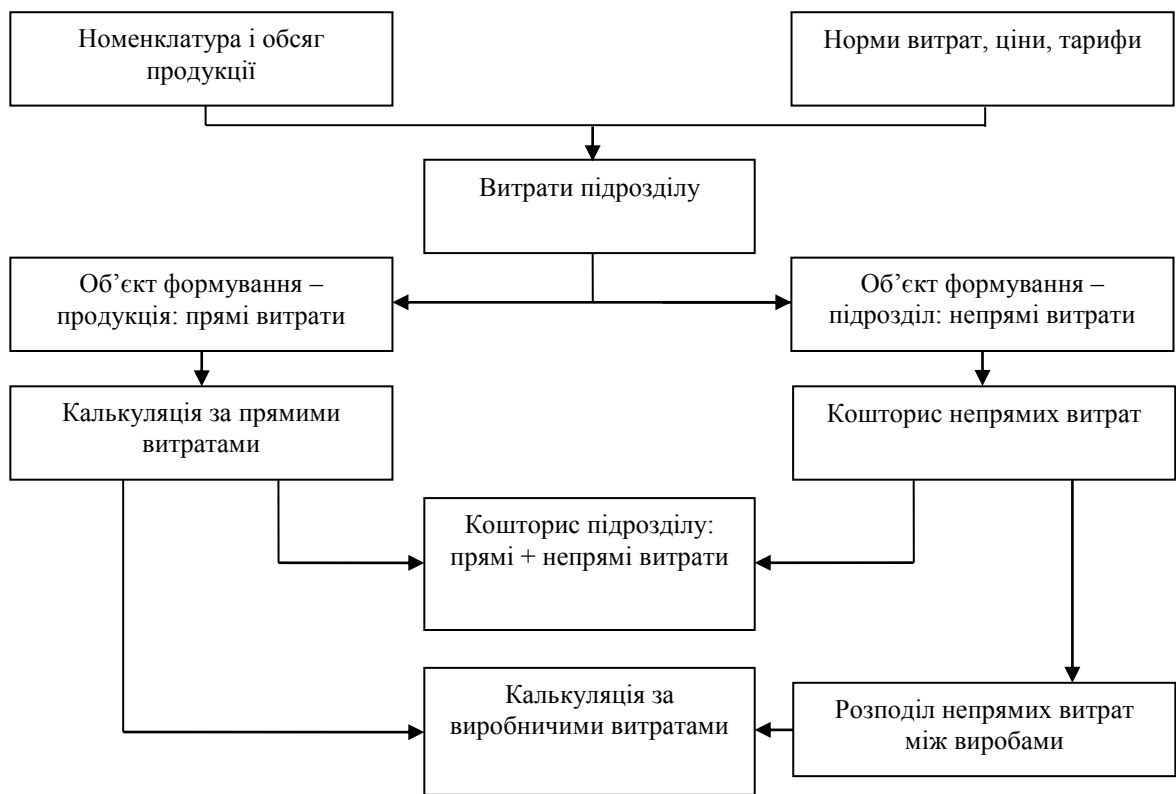 Номенклатура і обсяг
продукції
Норми витрат, ціни, тарифи
Витрати підрозділу
Об’єкт формування –
продукція: прямі витрати
Об’єкт формування –
підрозділ: непрямі витрати
Калькуляція за прямими
витратами
Кошторис непрямих витрат
Кошторис підрозділу:
прямі + непрямі витрати
Калькуляція за
виробничими витратами
Розподіл непрямих витрат
між виробами